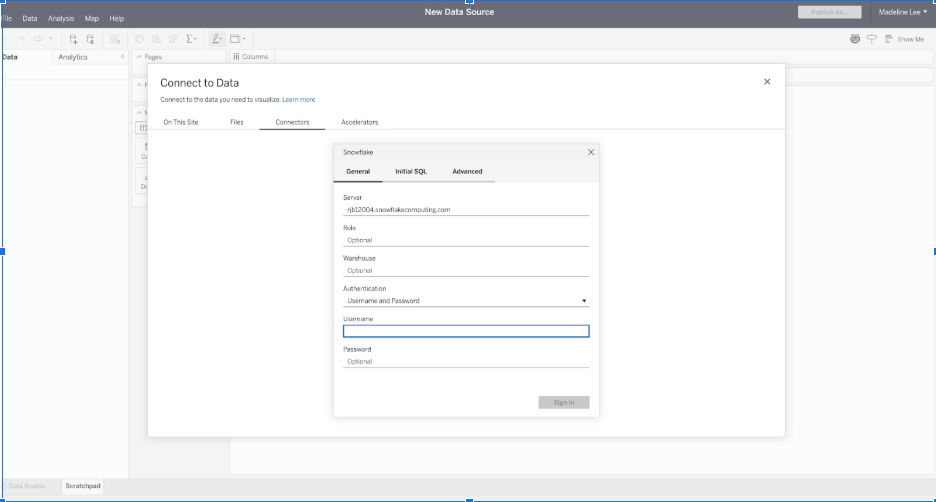 New Data Source
Publish As...
Madeline Lee
File Data Analysis Map Help
Show Me
Data Analytics
Pages
Columns
Connect to Data
Connect to the data you need to visualize. Learn more
On This Site Files Connectors Accelerators
Snowflake
General Initial SQL Advanced
Server
rjb12004.snowflakecomputing.com
Role
Optional
Warehouse
Optional
Authentication
Username and Password
Username
Password
Optional
Sign In
Data Source Scratchpad